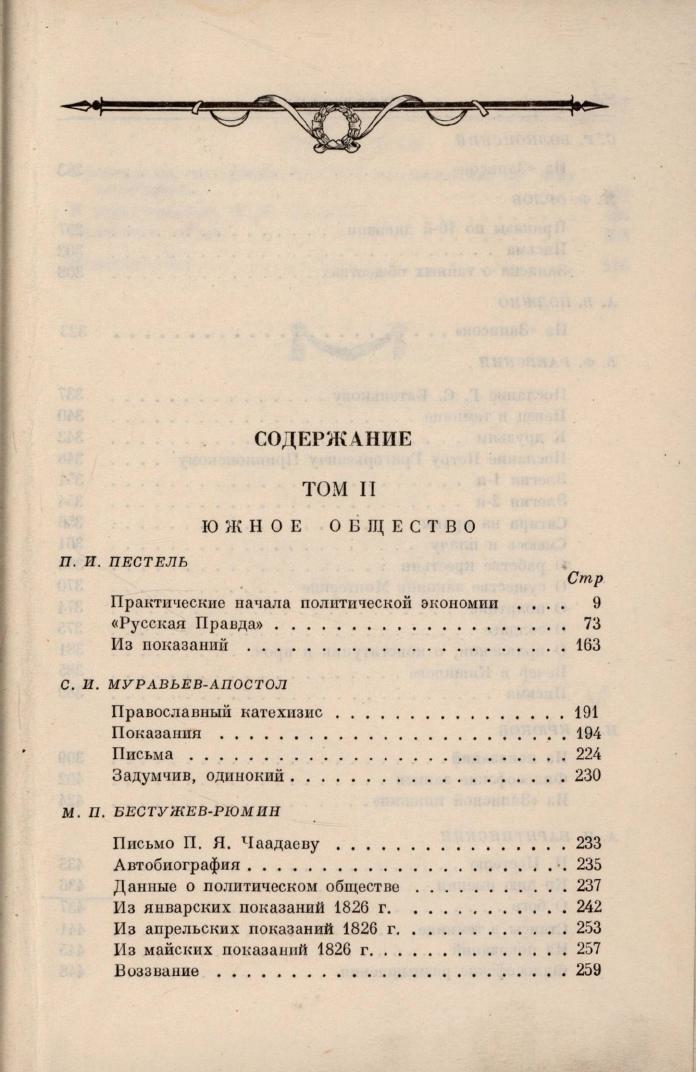 СОДЕРЖАНИЕ
ТОМ II
ЮЖНОЕ ОБЩЕСТВО
П. И. ПЕСТЕЛЬ
Стр.
Практические начала политической экономии . . . . 9
«Русская Правда» . . . . . . . . . . . . . . . . . . . . 73
Из показаний . . . . . . . . . . . . . . . . . . . . . 163
С. И. МУРАВЬЕВ-АПОСТОЛ
Православный катехизис . . . . . . . . . . . . . . . . 191
Показания . . . . . . . . . . . . . . . . . . . . . . . 194
Письма . . . . . . . . . . . . . . . . . . . . . . . . . 224
Задумчив, одинокий . . . . . . . . . . . . . . . . . . . 230
М. П. БЕСТУЖЕВ-РЮМИН
Письмо П. Я. Чаадаеву . . . . . . . . . . . . . . . . 233
Автобиография . . . . . . . . . . . . . . . . . . . . . 235
Данные о политическом обществе . . . . . . . . . . . 237
Из январских показаний 1826 г. . . . . . . . . . . . 242
Из апрельских показаний 1826 г. . . . . . . . . . . . 253
Из майских показаний 1826 г. . . . . . . . . . . . . . 257
Воззвание . . . . . . . . . . . . . . . . . . . . . . . 259